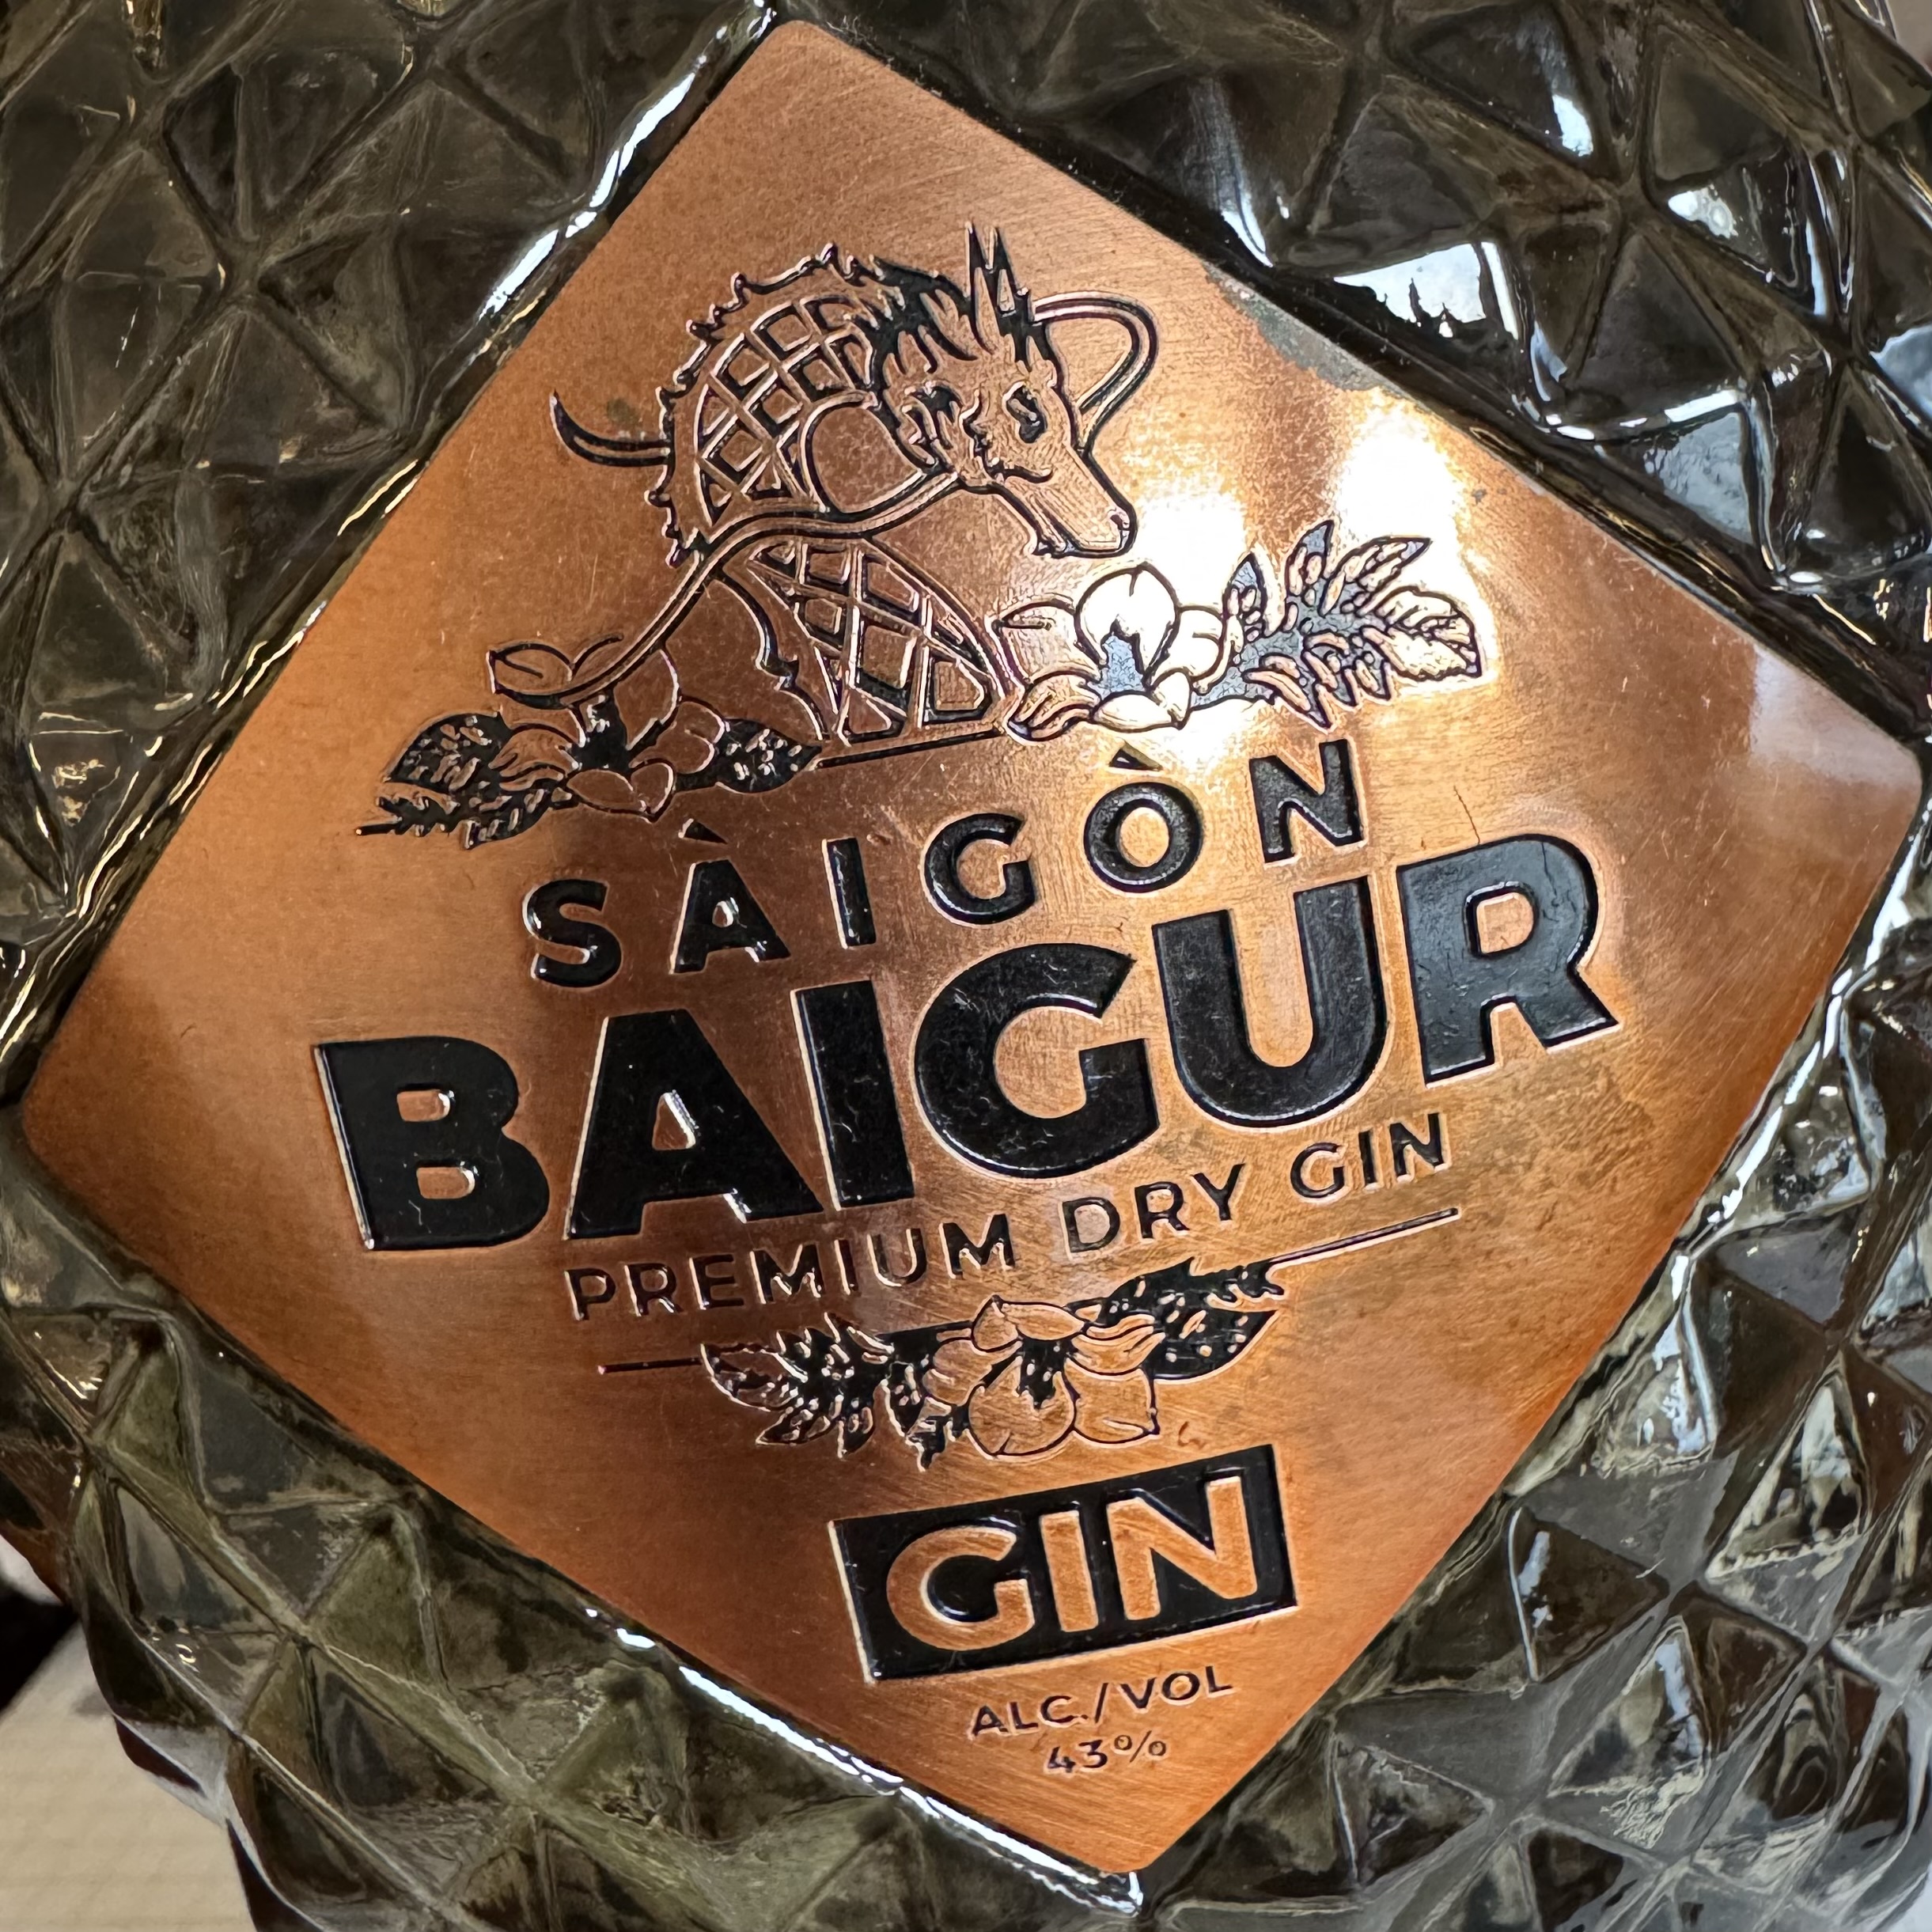 SÀIGÒN
BAIGUR
PREMIUM DRY GIN
GIN
ALC./VOL
43%